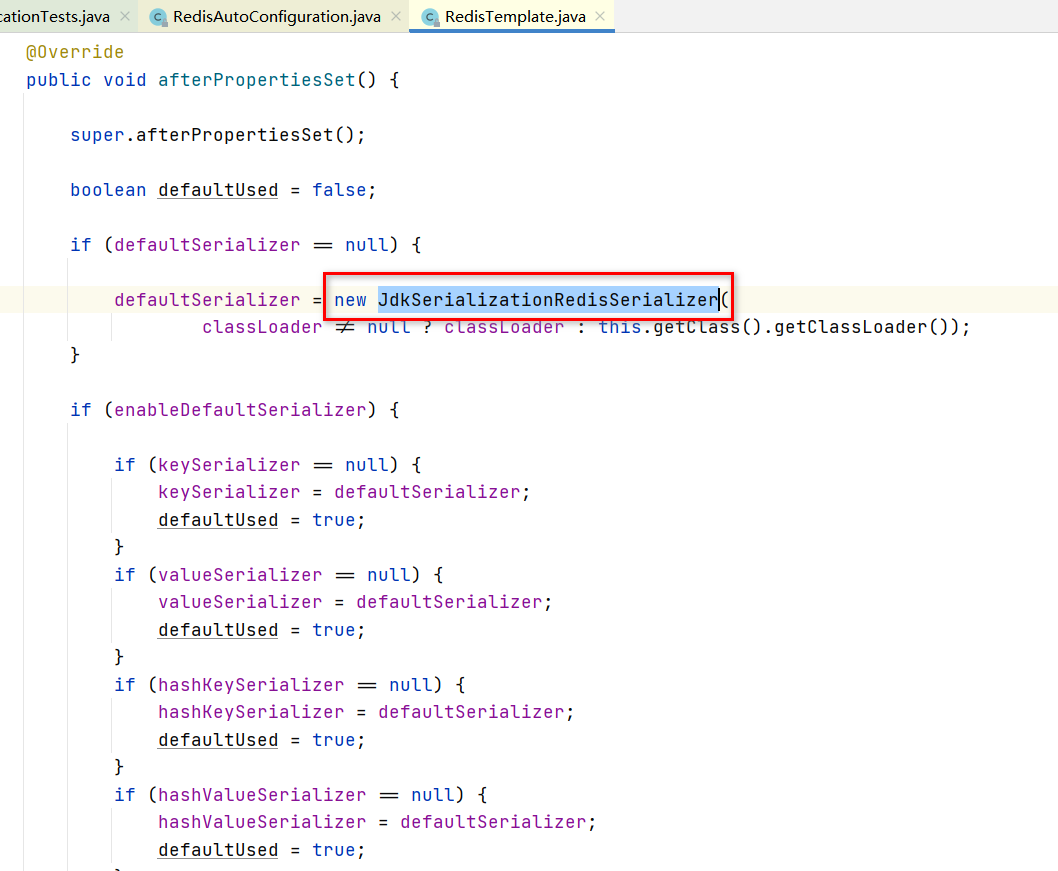 cationTests.java × RedisAutoConfiguration.java × RedisTemplate.java ×
@Override
public void afterPropertiesSet() {
super.afterPropertiesSet();
boolean defaultUsed = false;
if (defaultSerializer == null) {
defaultSerializer = new JdkSerializationRedisSerializer(
classLoader != null ? classLoader : this.getClass().getClassLoader());
}
if (enableDefaultSerializer) {
if (keySerializer == null) {
keySerializer = defaultSerializer;
defaultUsed = true;
}
if (valueSerializer == null) {
valueSerializer = defaultSerializer;
defaultUsed = true;
}
if (hashKeySerializer == null) {
hashKeySerializer = defaultSerializer;
defaultUsed = true;
}
if (hashValueSerializer == null) {
hashValueSerializer = defaultSerializer;
defaultUsed = true;